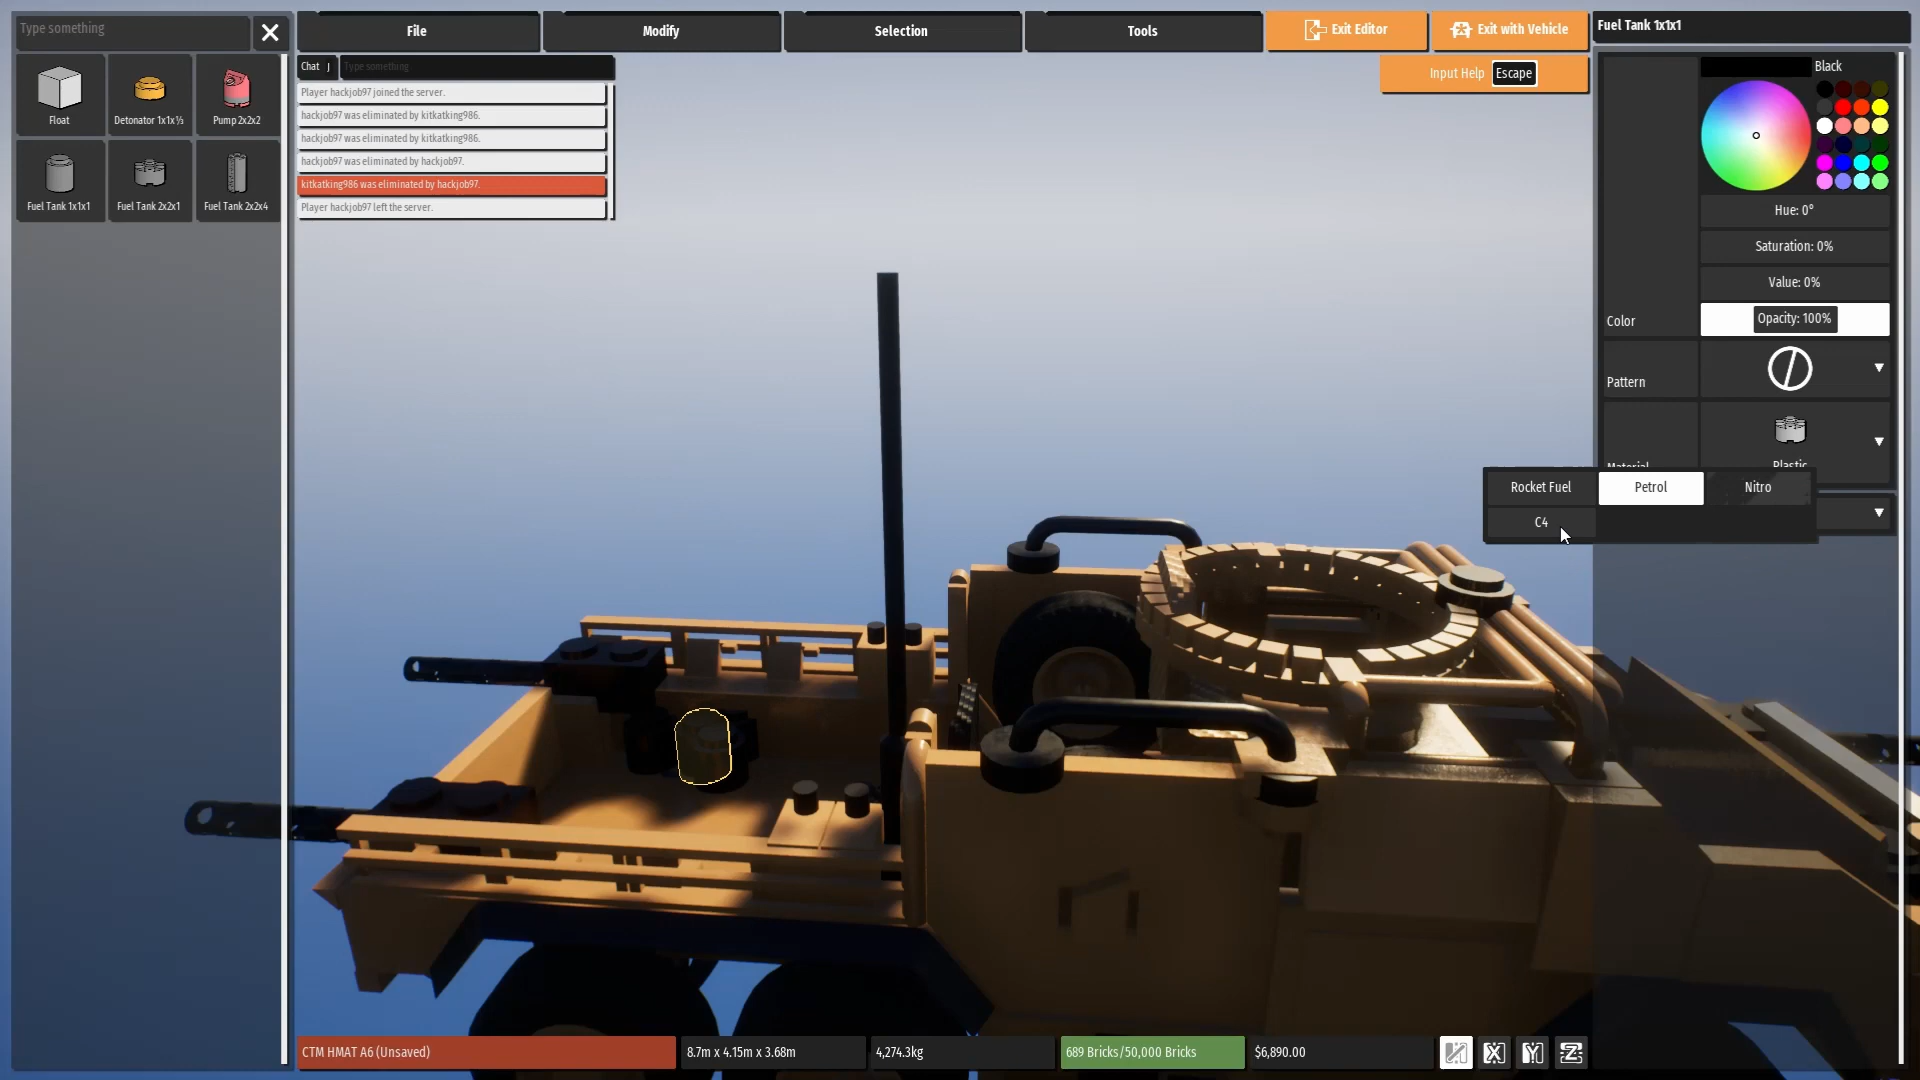 Type something
File
Modify
Selection
Tools
Exit Editor
Exit with Vehicle
Fuel Tank 1x1x1
Chat J Type something
Input Help Escape
Player hackjob97 joined the server.
hackjob97 was eliminated by kitkatking986.
hackjob97 was eliminated by kitkatking986.
hackjob97 was eliminated by hackjob97.
kitkatking986 was eliminated by hackjob97.
Player hackjob97 left the server.
Float
Detonator 1x1x⅓
Pump 2x2x2
Fuel Tank 1x1x1
Fuel Tank 2x2x1
Fuel Tank 2x2x4
Black
Hue: 0°
Saturation: 0%
Value: 0%
Color
Opacity: 100%
Pattern
Material
Plastic
Rocket Fuel
Petrol
Nitro
C4
CTM HMAT A6 (Unsaved)
8.7m x 4.15m x 3.68m
4,274.3kg
689 Bricks/50,000 Bricks
$6,890.00
X
Y
Z